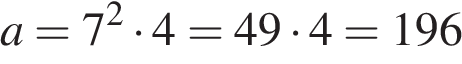 a = 7² · 4 = 49 · 4 = 196